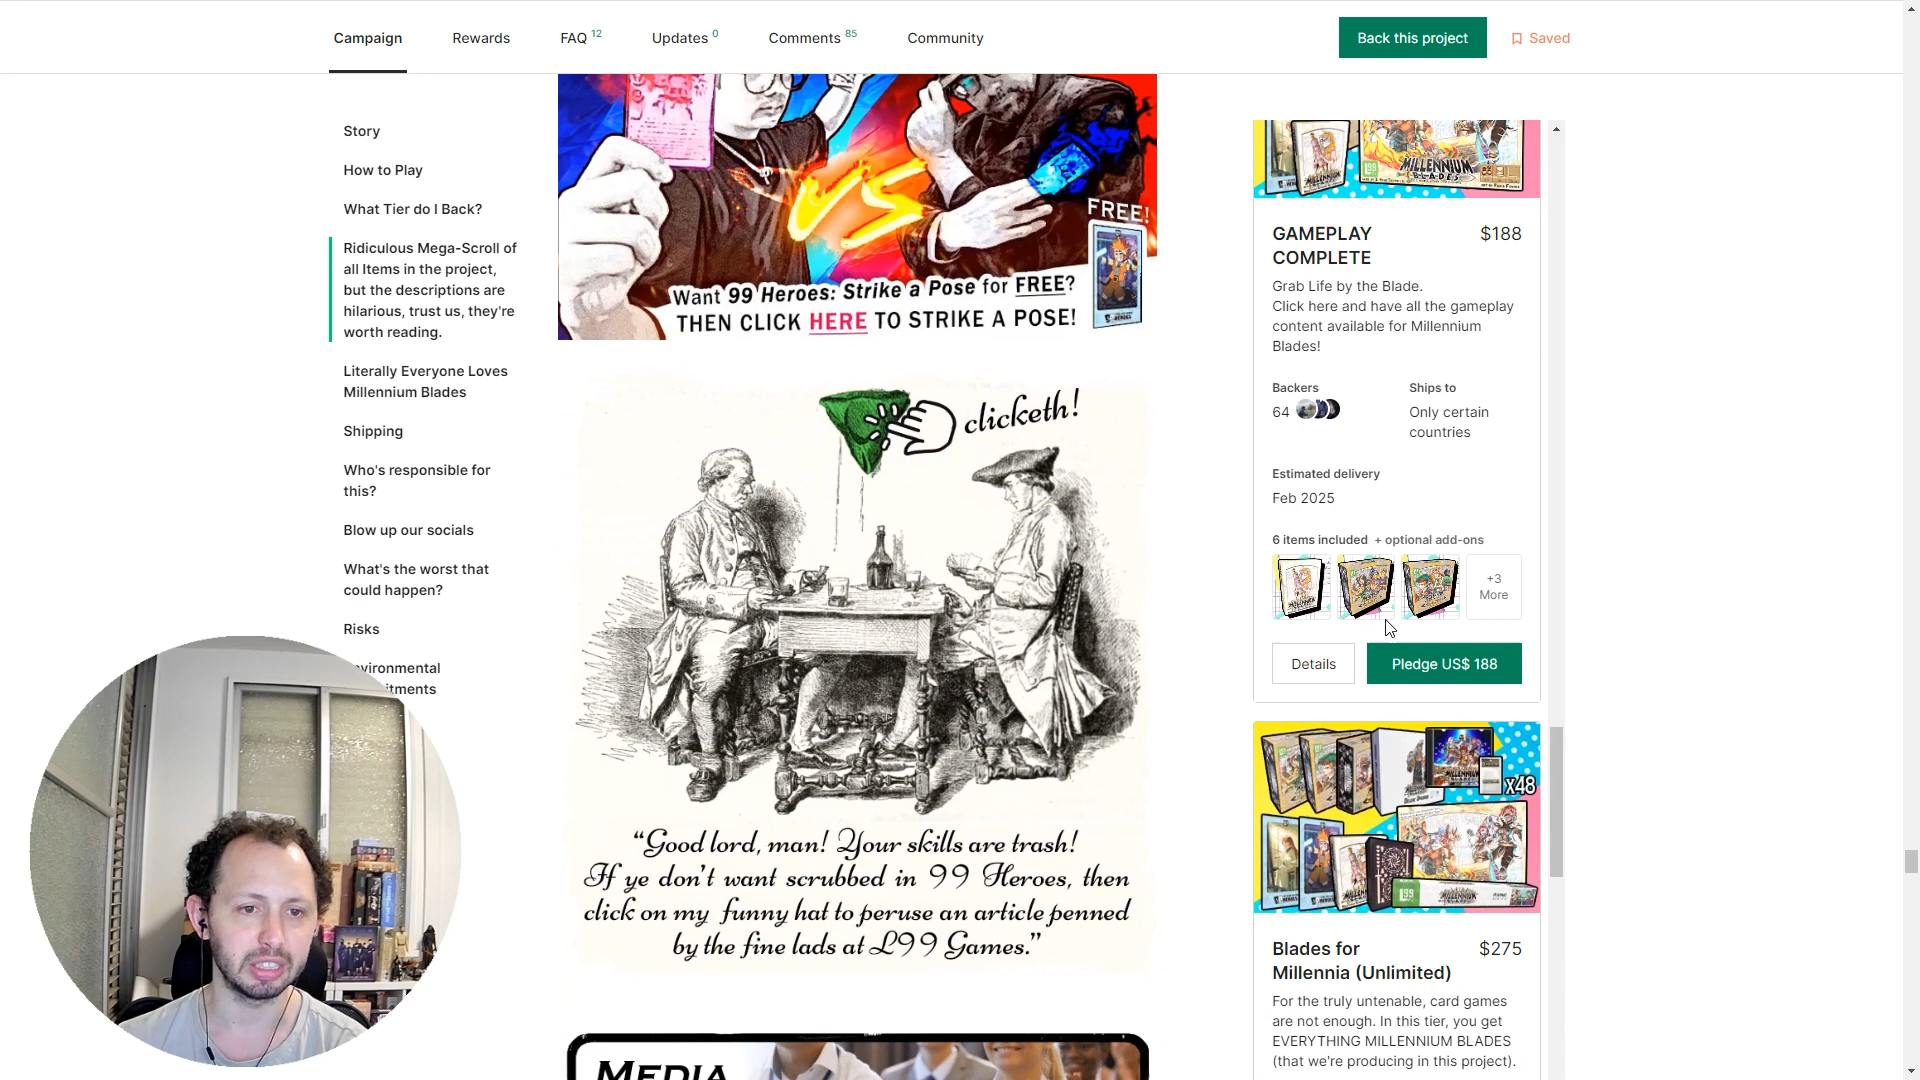 Campaign
Rewards
FAQ 12
Updates 0
Comments 85
Community
Back this project
Saved
Story
How to Play
What Tier do I Back?
Ridiculous Mega-Scroll of
all Items in the project,
but the descriptions are
hilarious, trust us, they're
worth reading.
Literally Everyone Loves
Millennium Blades
Shipping
Who's responsible for
this?
Blow up our socials
What's the worst that
could happen?
Risks
FREE!
Want 99 Heroes: Strike a Pose for FREE?
THEN CLICK HERE TO STRIKE A POSE!
clicketh!
“Good lord, man! Your skills are trash!
If ye don't want scrubbed in 99 Heroes, then
click on my funny hat to peruse an article penned
by the fine lads at L99 Games.”
MEDIA
MILLENNIUM
BLADES
GAMEPLAY
COMPLETE
$188
Grab Life by the Blade.
Click here and have all the gameplay
content available for Millennium
Blades!
Backers
64
Ships to
Only certain
countries
Estimated delivery
Feb 2025
6 items included + optional add-ons
+3
More
Details
Pledge US$ 188
X48
Blades for
Millennia (Unlimited)
$275
For the truly untenable, card games
are not enough. In this tier, you get
EVERYTHING MILLENNIUM BLADES
(that we're producing in this project).